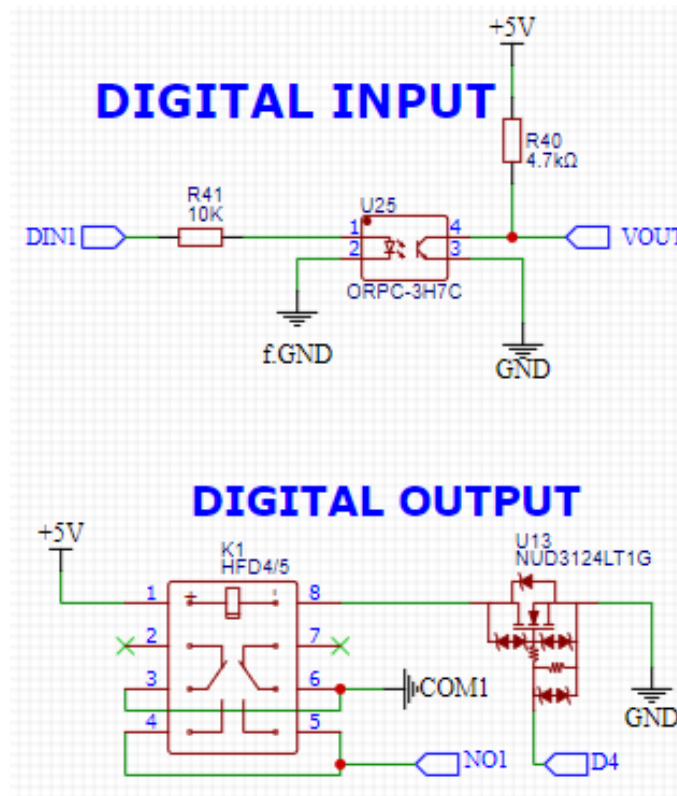 +5V
DIGITAL INPUT
R40
4.7kΩ
R41
10K
U25
DIN1
1
4
VOUT
2
3
ORPC-3H7C
f.GND
GND
DIGITAL OUTPUT
+5V
K1
HFD4/5
U13
NUD3124LT1G
1
+
-
8
2
7
3
6
COM1
4
5
GND
NO1
D4